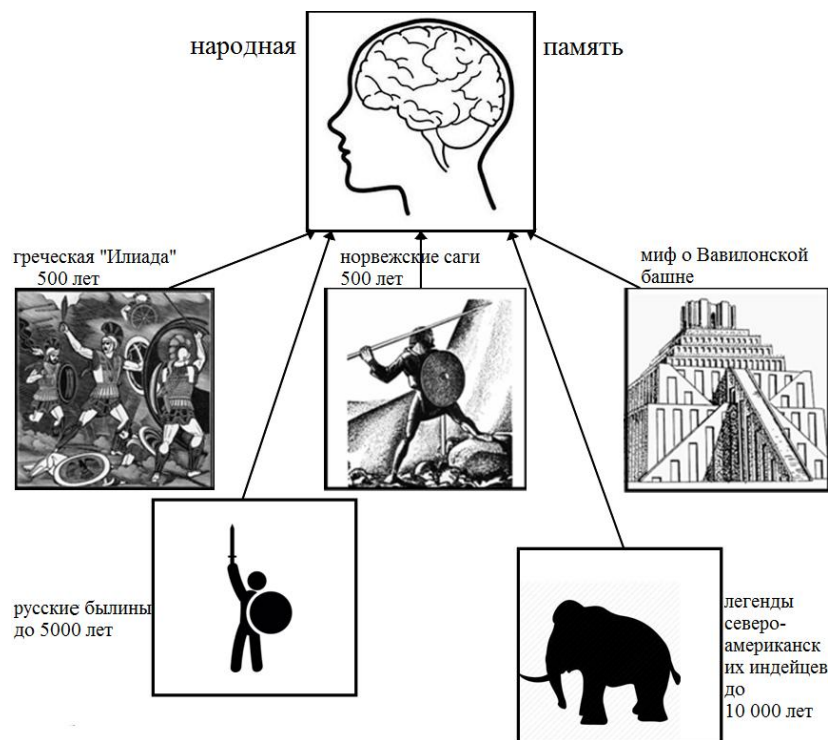 народная память
греческая "Илиада"
500 лет
норвежские саги
500 лет
миф о Вавилонской
башне
русские былины
до 5000 лет
легенды
северо-
американск
их индейцев
до
10 000 лет